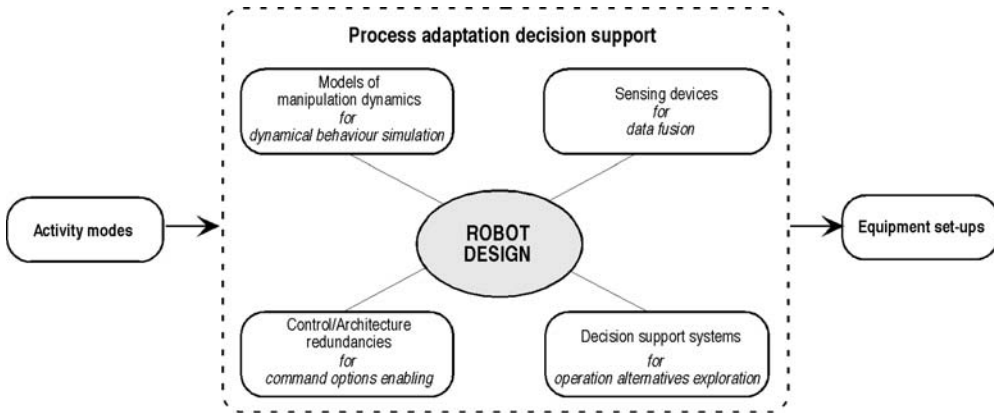 Process adaptation decision support
Models of
manipulation dynamics
for
dynamical behaviour simulation
Sensing devices
for
data fusion
Activity modes
ROBOT
DESIGN
Equipment set-ups
Control/Architecture
redundancies
for
command options enabling
Decision support systems
for
operation alternatives exploration